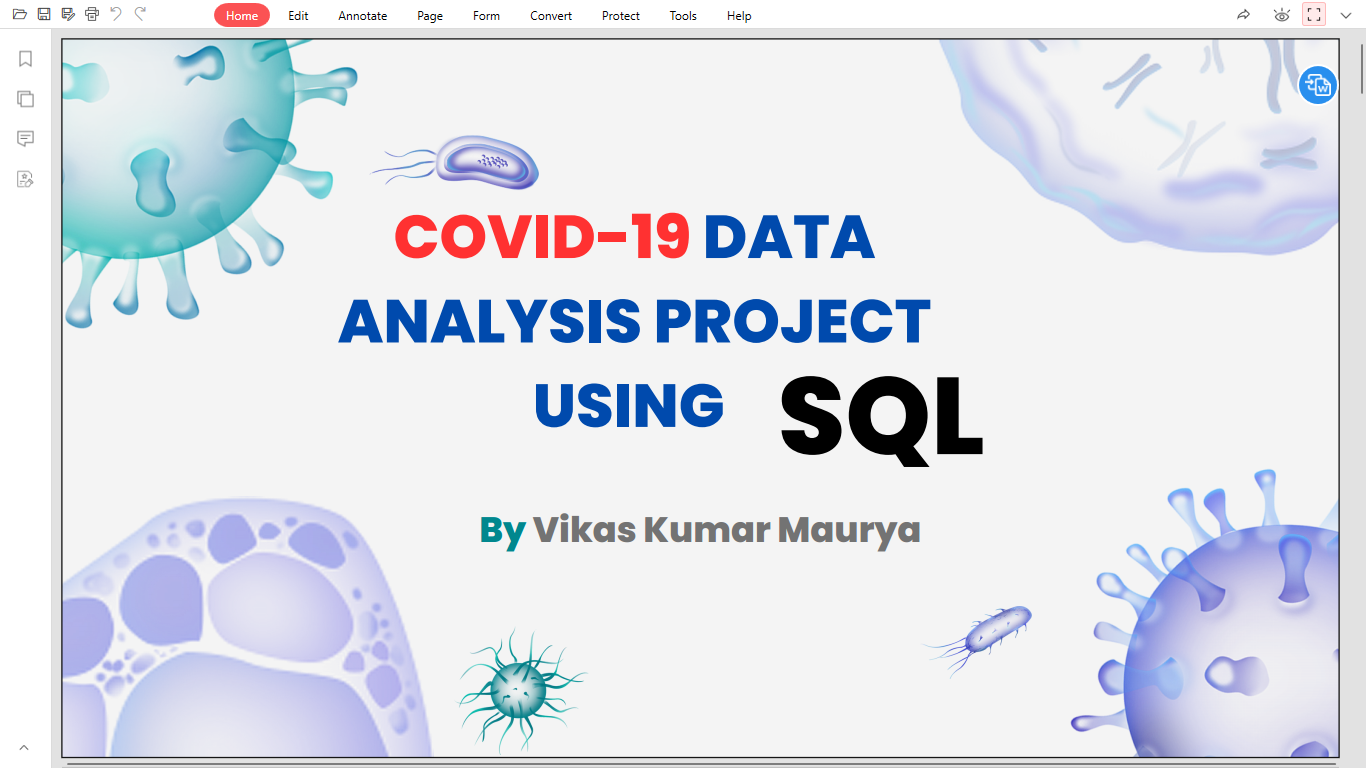 Home Edit Annotate Page Form Convert Protect Tools Help
W
COVID-19 DATA
ANALYSIS PROJECT
USING SQL
By Vikas Kumar Maurya